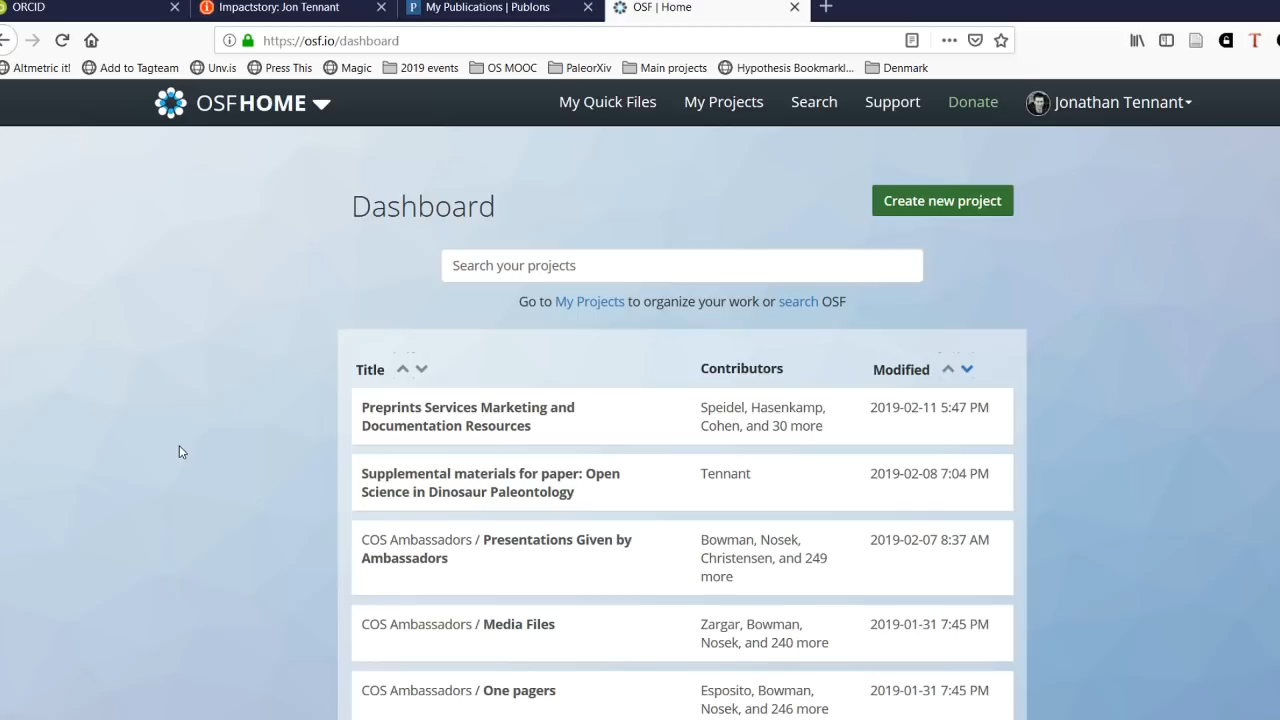 ORCID
Impactstory: Jon Tennant
My Publications | Publons
OSF | Home
https://osf.io/dashboard
Altmetric it!
Add to Tagteam
Unv.is
Press This
Magic
2019 events
OS MOOC
PaleorXiv
Main projects
Hypothesis Bookmarkl...
Denmark
OSFHOME
My Quick Files
My Projects
Search
Support
Donate
Jonathan Tennant
Dashboard
Create new project
Search your projects
Go to My Projects to organize your work or search OSF
Title
Contributors
Modified
Preprints Services Marketing and
Documentation Resources
Speidel, Hasenkamp,
Cohen, and 30 more
2019-02-11 5:47 PM
Supplemental materials for paper: Open
Science in Dinosaur Paleontology
Tennant
2019-02-08 7:04 PM
COS Ambassadors / Presentations Given by
Ambassadors
Bowman, Nosek,
Christensen, and 249
more
2019-02-07 8:37 AM
COS Ambassadors / Media Files
Zargar, Bowman,
Nosek, and 240 more
2019-01-31 7:45 PM
COS Ambassadors / One pagers
Esposito, Bowman,
Nosek, and 246 more
2019-01-31 7:45 PM